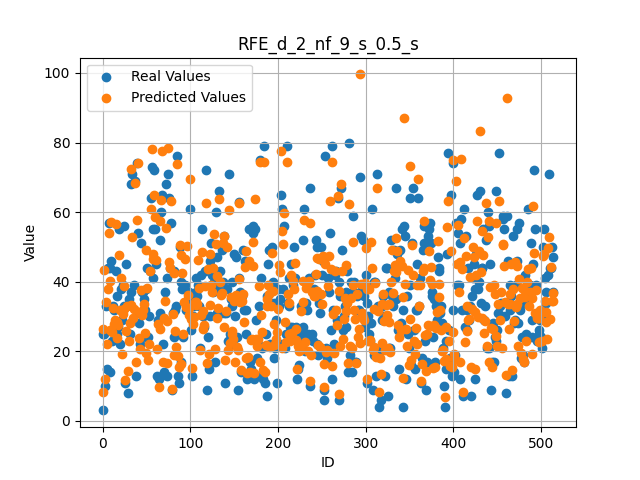 RFE_d_2_nf_9_s_0.5_s
Real Values
Predicted Values
100
80
60
40
20
0
Value
0 100 200 300 400 500
ID